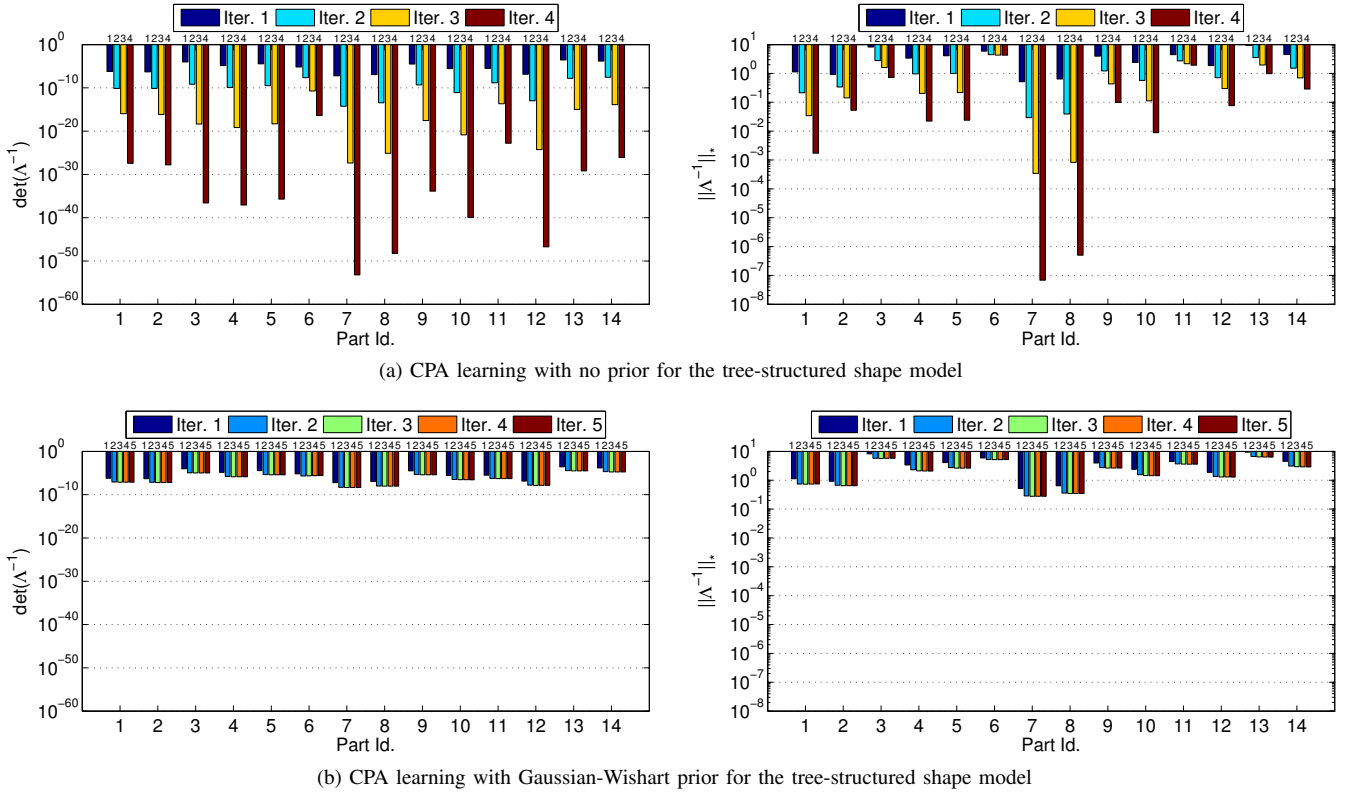 Iter. 1 Iter. 2 Iter. 3 Iter. 4
1234 1234 1234 1234 1234 1234 1234 1234 1234 1234 1234 1234 1234 1234
10^0
10^−10
10^−20
10^−30
10^−40
10^−50
10^−60
det(Λ^−1)
1 2 3 4 5 6 7 8 9 10 11 12 13 14
Part Id.
Iter. 1 Iter. 2 Iter. 3 Iter. 4
1234 1234 1234 1234 1234 1234 1234 1234 1234 1234 1234 1234 1234 1234
10^1
10^0
10^−1
10^−2
10^−3
10^−4
10^−5
10^−6
10^−7
10^−8
||Λ^−1||_*
1 2 3 4 5 6 7 8 9 10 11 12 13 14
Part Id.
(a) CPA learning with no prior for the tree-structured shape model
Iter. 1 Iter. 2 Iter. 3 Iter. 4 Iter. 5
12345 12345 12345 12345 12345 12345 12345 12345 12345 12345 12345 12345 12345 12345
10^0
10^−10
10^−20
10^−30
10^−40
10^−50
10^−60
det(Λ^−1)
1 2 3 4 5 6 7 8 9 10 11 12 13 14
Part Id.
Iter. 1 Iter. 2 Iter. 3 Iter. 4 Iter. 5
12345 12345 12345 12345 12345 12345 12345 12345 12345 12345 12345 12345 12345 12345
10^1
10^0
10^−1
10^−2
10^−3
10^−4
10^−5
10^−6
10^−7
10^−8
||Λ^−1||_*
1 2 3 4 5 6 7 8 9 10 11 12 13 14
Part Id.
(b) CPA learning with Gaussian-Wishart prior for the tree-structured shape model